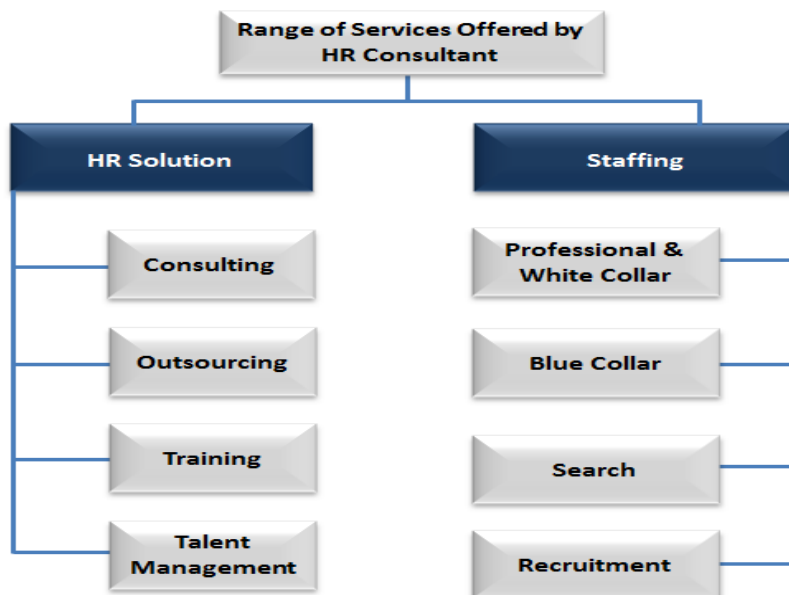 Range of Services Offered by
HR Consultant
HR Solution
Consulting
Outsourcing
Training
Talent
Management
Staffing
Professional &
White Collar
Blue Collar
Search
Recruitment